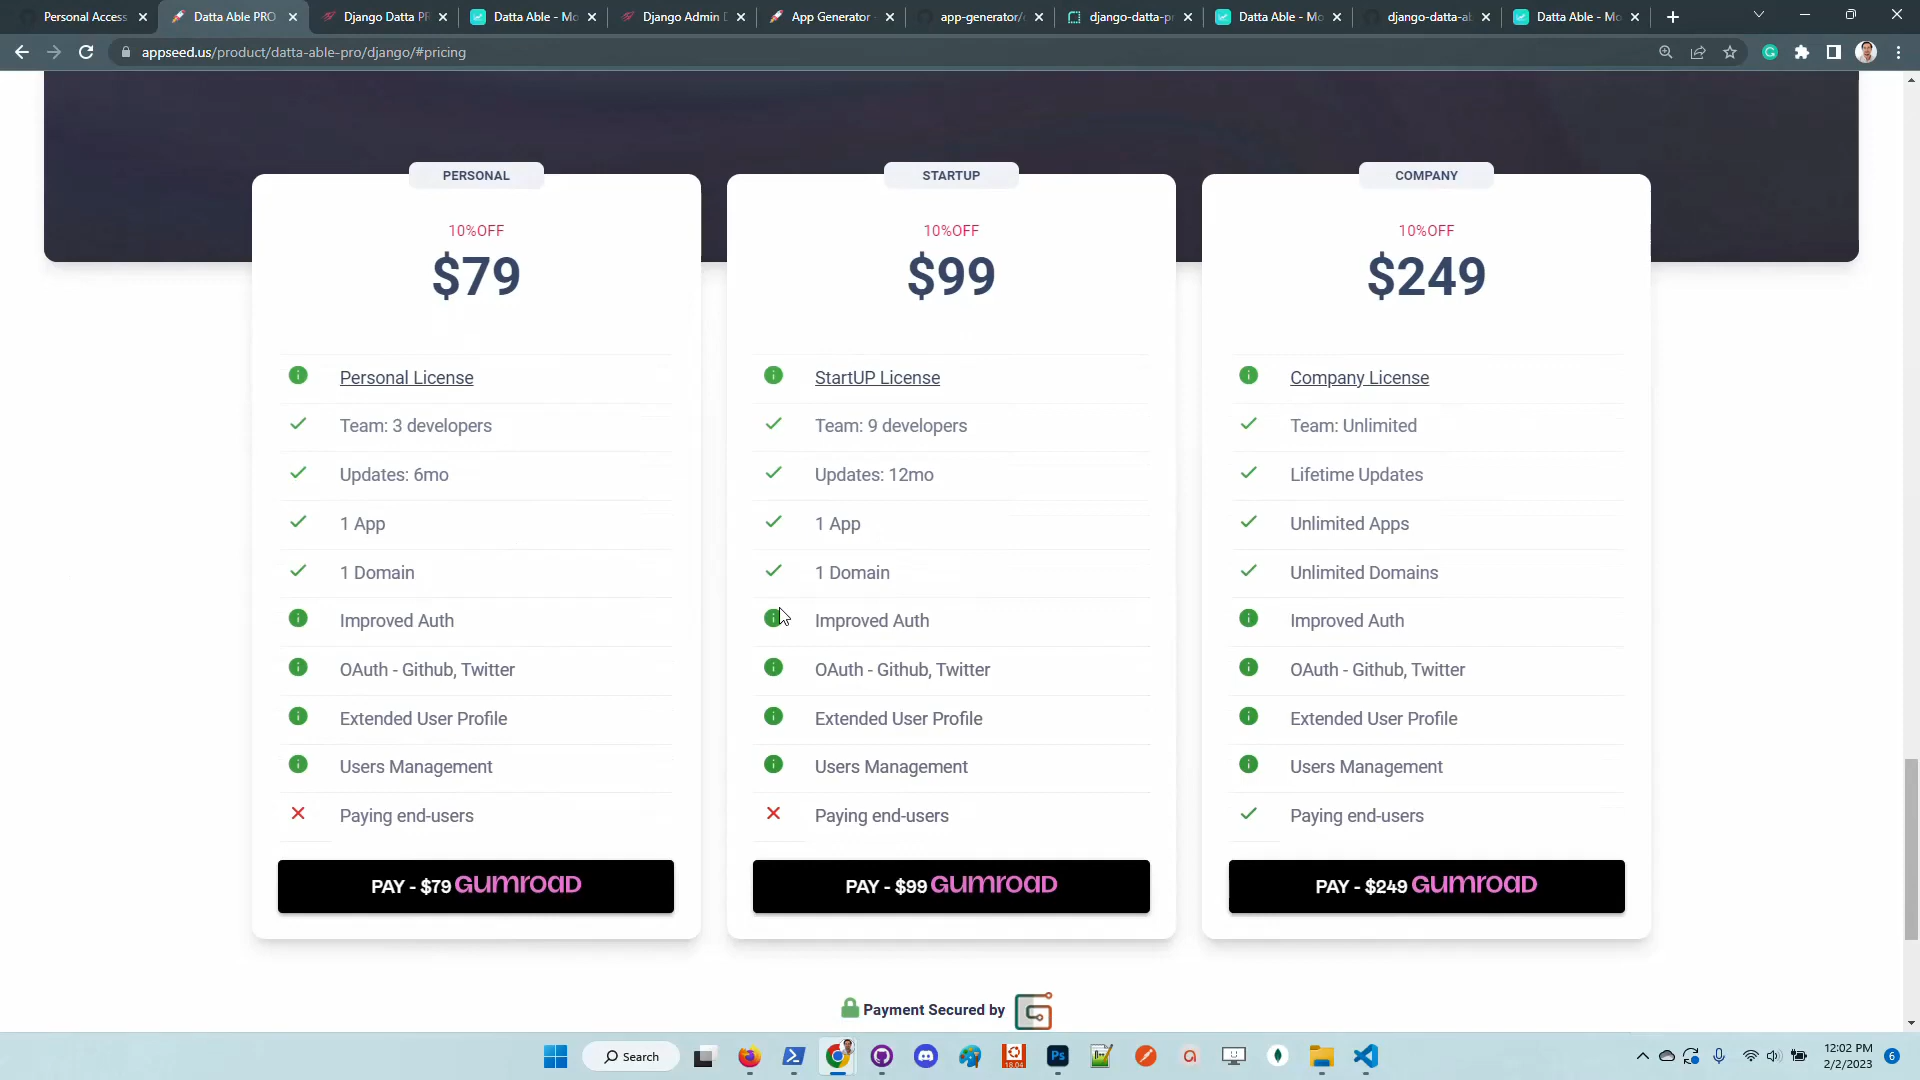 Personal Access
Datta Able PRO
Django Datta PR
Datta Able - Mo
Django Admin D
App Generator -
app-generator/
django-datta-p
Datta Able - Mo
django-datta-a
Datta Able - Mo
appseed.us/product/datta-able-pro/django/#pricing
PERSONAL
10%OFF
$79
Personal License
Team: 3 developers
Updates: 6mo
1 App
1 Domain
Improved Auth
OAuth - Github, Twitter
Extended User Profile
Users Management
Paying end-users
PAY - $79 GUMROAD
STARTUP
10%OFF
$99
StartUP License
Team: 9 developers
Updates: 12mo
1 App
1 Domain
Improved Auth
OAuth - Github, Twitter
Extended User Profile
Users Management
Paying end-users
PAY - $99 GUMROAD
COMPANY
10%OFF
$249
Company License
Team: Unlimited
Lifetime Updates
Unlimited Apps
Unlimited Domains
Improved Auth
OAuth - Github, Twitter
Extended User Profile
Users Management
Paying end-users
PAY - $249 GUMROAD
Payment Secured by
Search
18.04
Ps
12:02 PM
2/2/2023
6